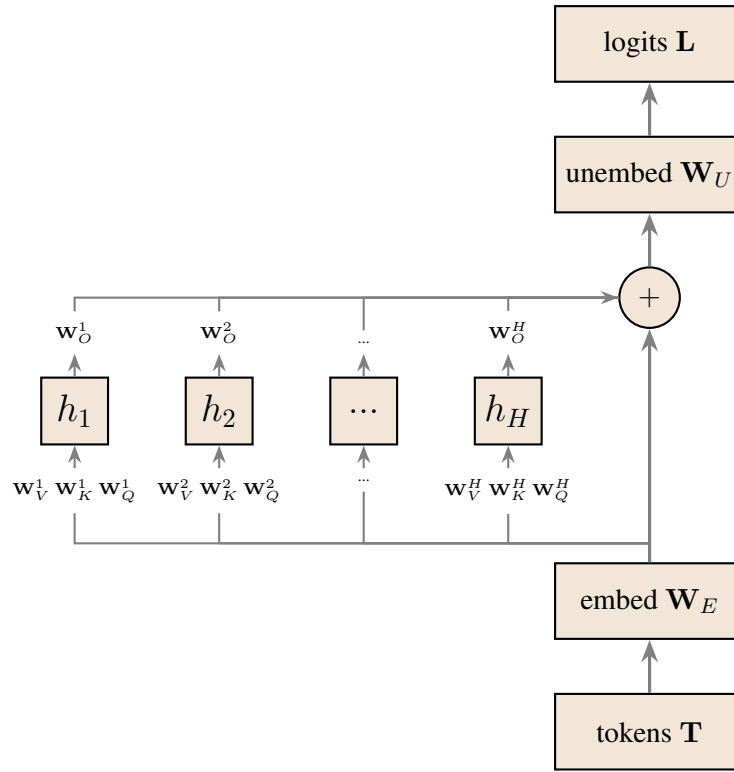 logits L
unembed W_U
+
w_O^1 w_O^2 ... w_O^H
h_1 h_2 ... h_H
w_V^1 w_K^1 w_Q^1 w_V^2 w_K^2 w_Q^2 ... w_V^H w_K^H w_Q^H
embed W_E
tokens T